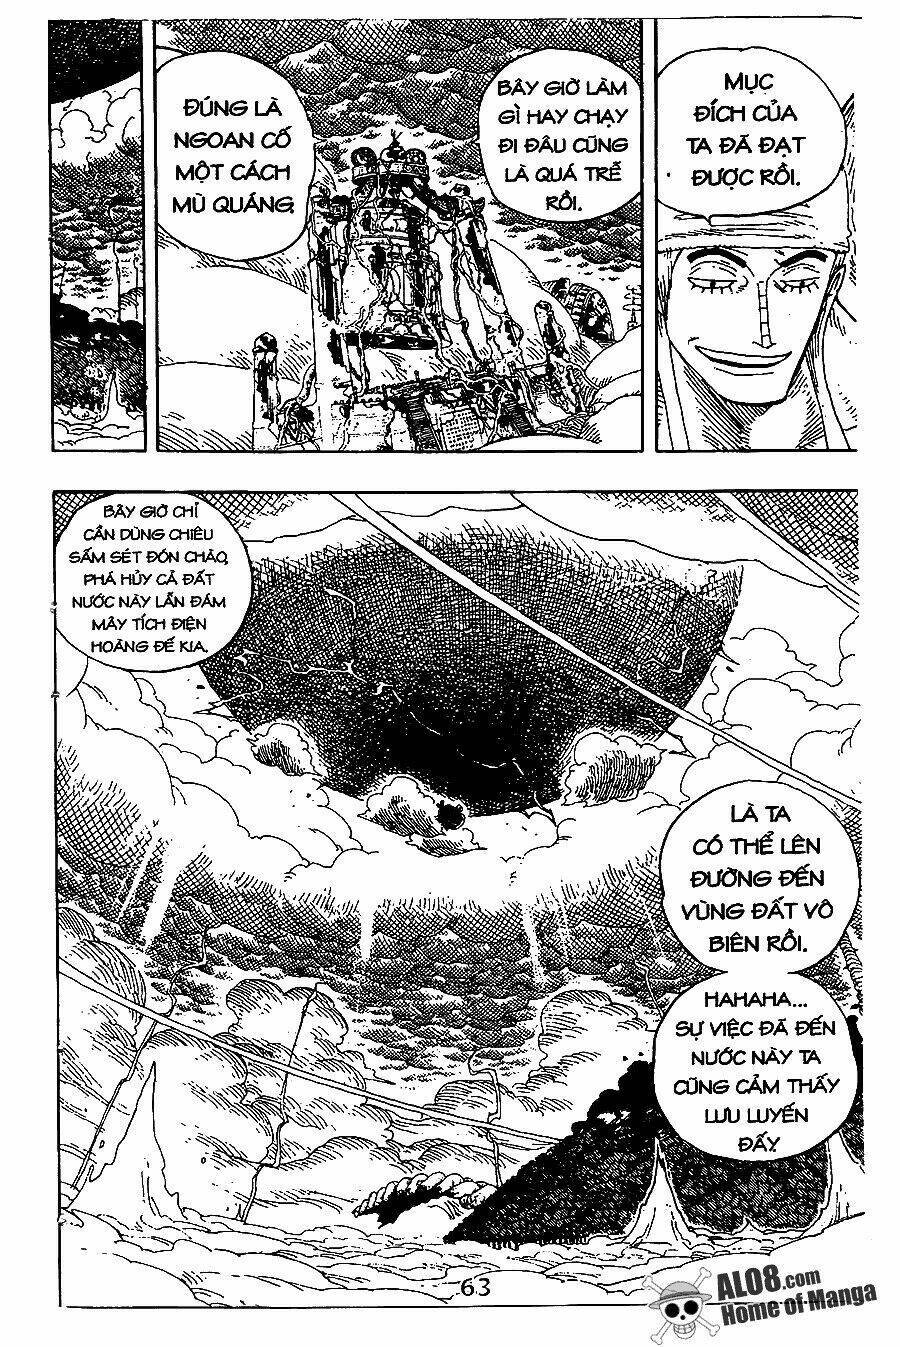 MỤC
ĐÍCH CỦA
TA ĐÃ ĐẠT
ĐƯỢC RỒI.
BÂY GIỜ LÀM
GÌ HAY CHẠY
ĐI ĐÂU CŨNG
LÀ QUÁ TRỄ
RỒI.
ĐÚNG LÀ
NGOAN CỐ
MỘT CÁCH
MÙ QUÁNG.
BÂY GIỜ CHỈ
CẦN DÙNG CHIÊU
SẤM SÉT ĐÓN CHÀO,
PHÁ HỦY CẢ ĐẤT
NƯỚC NÀY LẪN ĐÁM
MÂY TÍCH ĐIỆN
HOÀNG ĐẾ KIA.
LÀ TA
CÓ THỂ LÊN
ĐƯỜNG ĐẾN
VÙNG ĐẤT VÔ
BIÊN RỒI.
HAHAHA...
SỰ VIỆC ĐÃ ĐẾN
NƯỚC NÀY TA
CŨNG CẢM THẤY
LƯU LUYẾN
ĐẤY.
63
AL08.com
Home of Manga